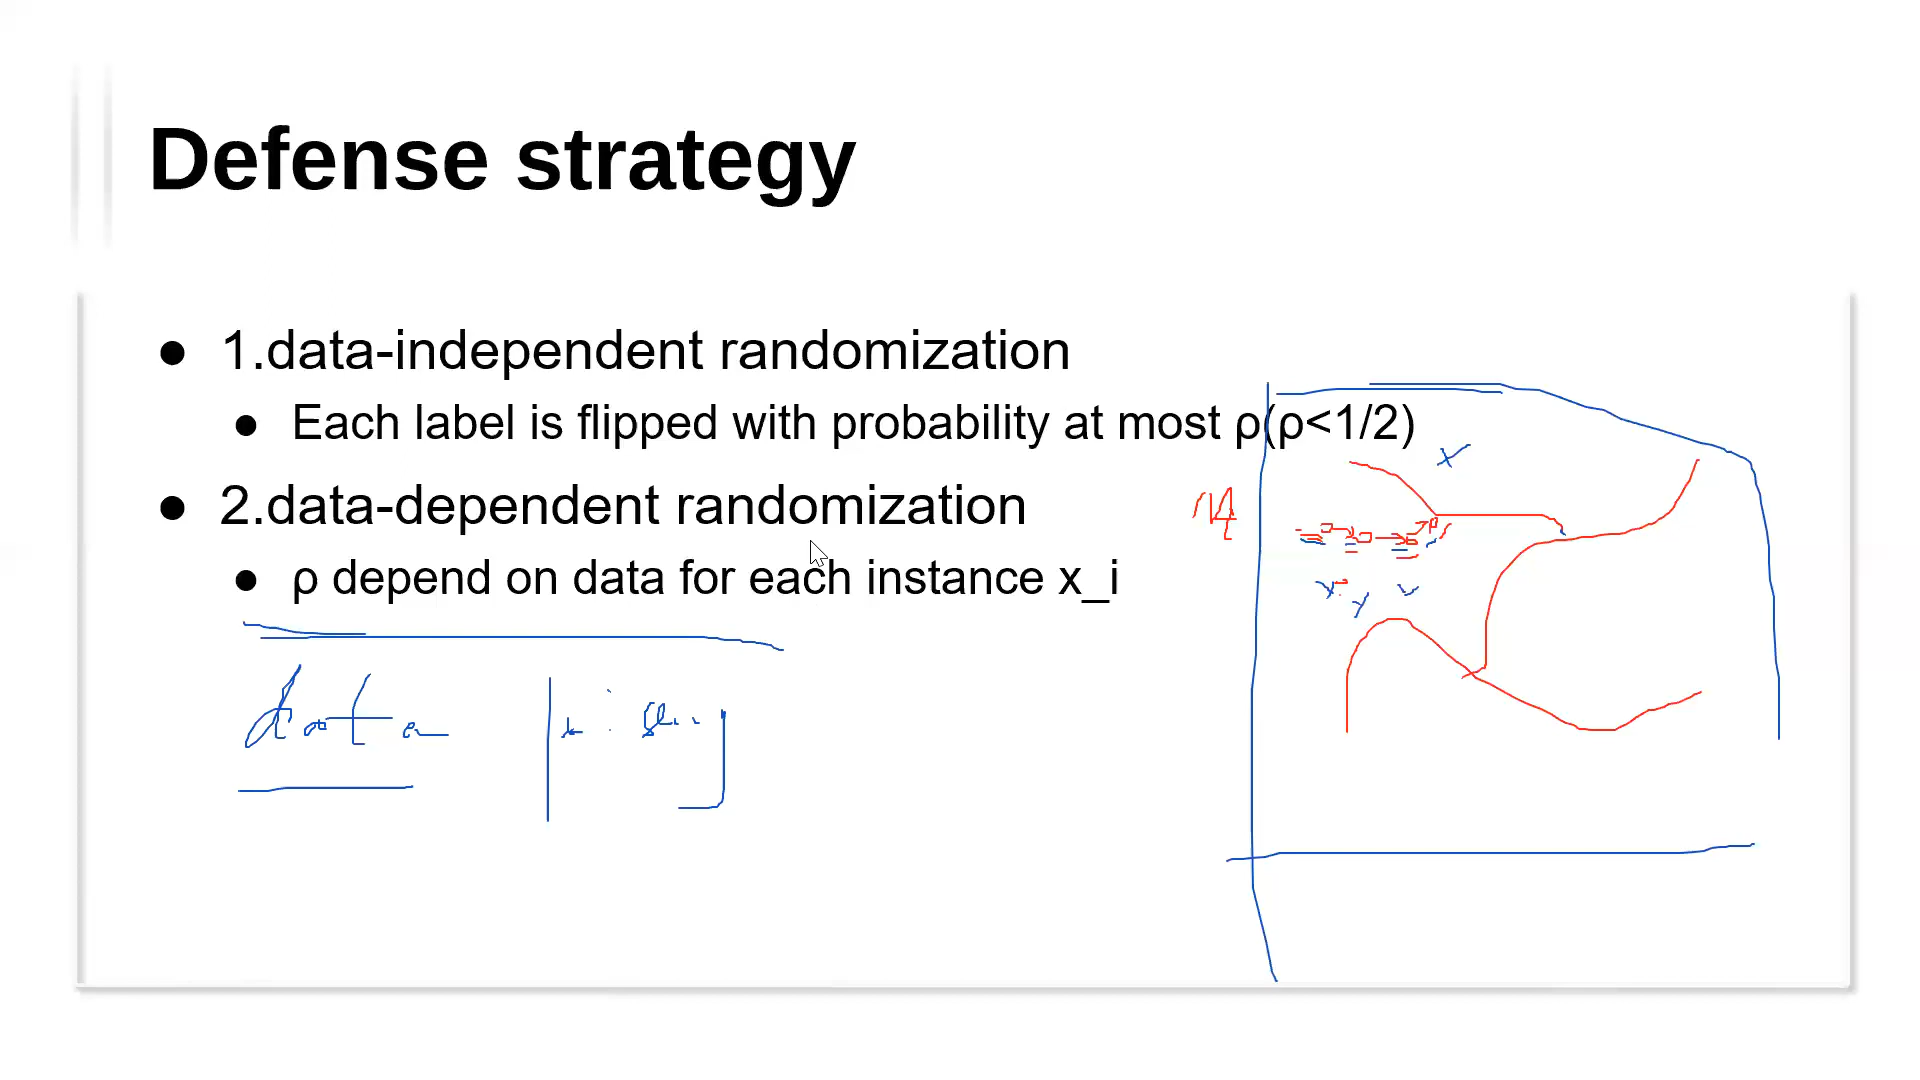 Defense strategy
● 1.data-independent randomization
● Each label is flipped with probability at most ρ(ρ<1/2)
● 2.data-dependent randomization
● ρ depend on data for each instance x_i
data